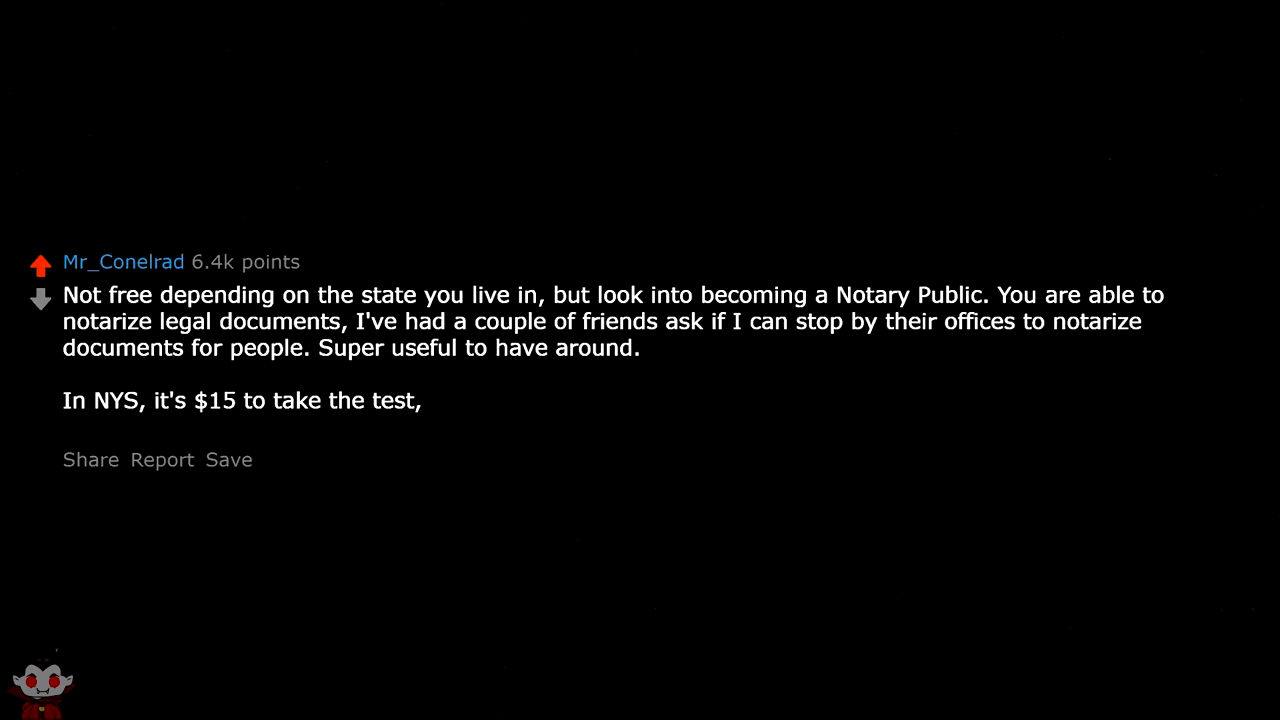 Mr_Conelrad 6.4k points
Not free depending on the state you live in, but look into becoming a Notary Public. You are able to
notarize legal documents, I've had a couple of friends ask if I can stop by their offices to notarize
documents for people. Super useful to have around.
In NYS, it's $15 to take the test,
Share Report Save